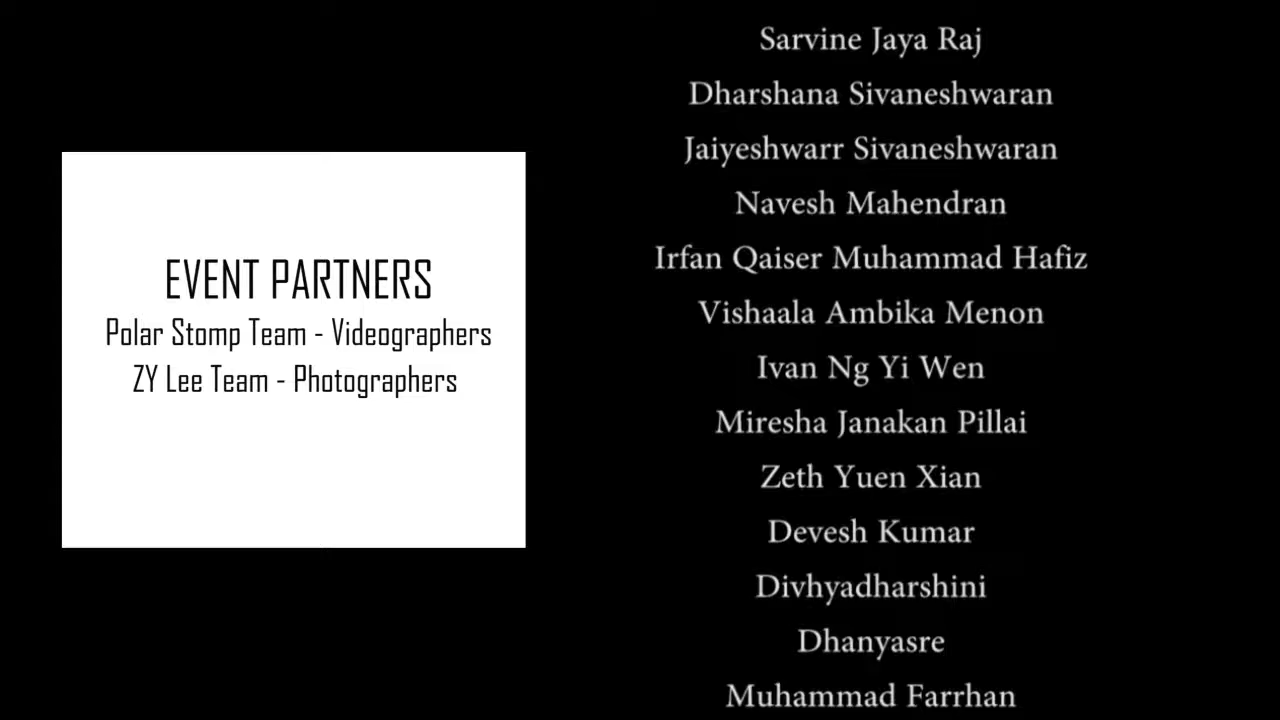 EVENT PARTNERS
Polar Stomp Team - Videographers
ZY Lee Team - Photographers
Sarvine Jaya Raj
Dharshana Sivaneshwaran
Jaiyeshwarr Sivaneshwaran
Navesh Mahendran
Irfan Qaiser Muhammad Hafiz
Vishaala Ambika Menon
Ivan Ng Yi Wen
Miresha Janakan Pillai
Zeth Yuen Xian
Devesh Kumar
Divhyadharshini
Dhanyasre
Muhammad Farrhan